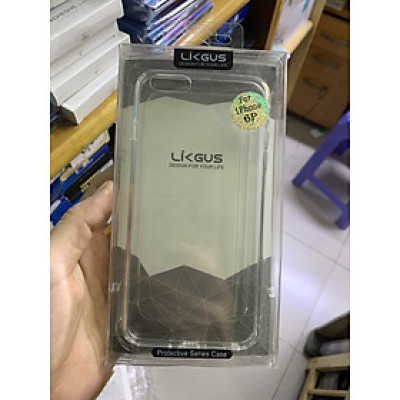 LIKGUS
DESIGN FOR YOUR LIFE
For
iPhone
6P
LIKGUS
DESIGN FOR YOUR LIFE
Protective Series Case